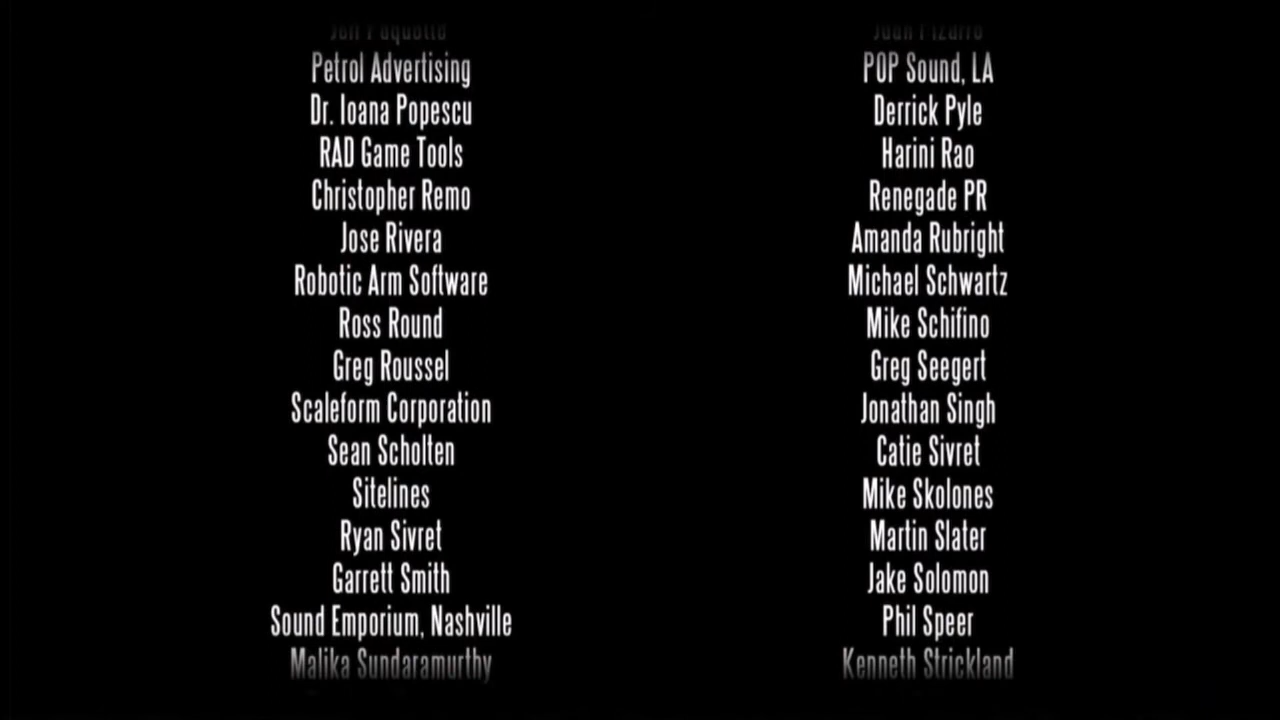 Petrol Advertising
POP Sound, LA
Dr. Ioana Popescu
Derrick Pyle
RAD Game Tools
Harini Rao
Christopher Remo
Renegade PR
Jose Rivera
Amanda Rubright
Robotic Arm Software
Michael Schwartz
Ross Round
Mike Schifino
Greg Roussel
Greg Seegert
Scaleform Corporation
Jonathan Singh
Sean Scholten
Catie Sivret
Sitelines
Mike Skolones
Ryan Sivret
Martin Slater
Garrett Smith
Jake Solomon
Sound Emporium, Nashville
Phil Speer
Malika Sundaramurthy
Kenneth Strickland